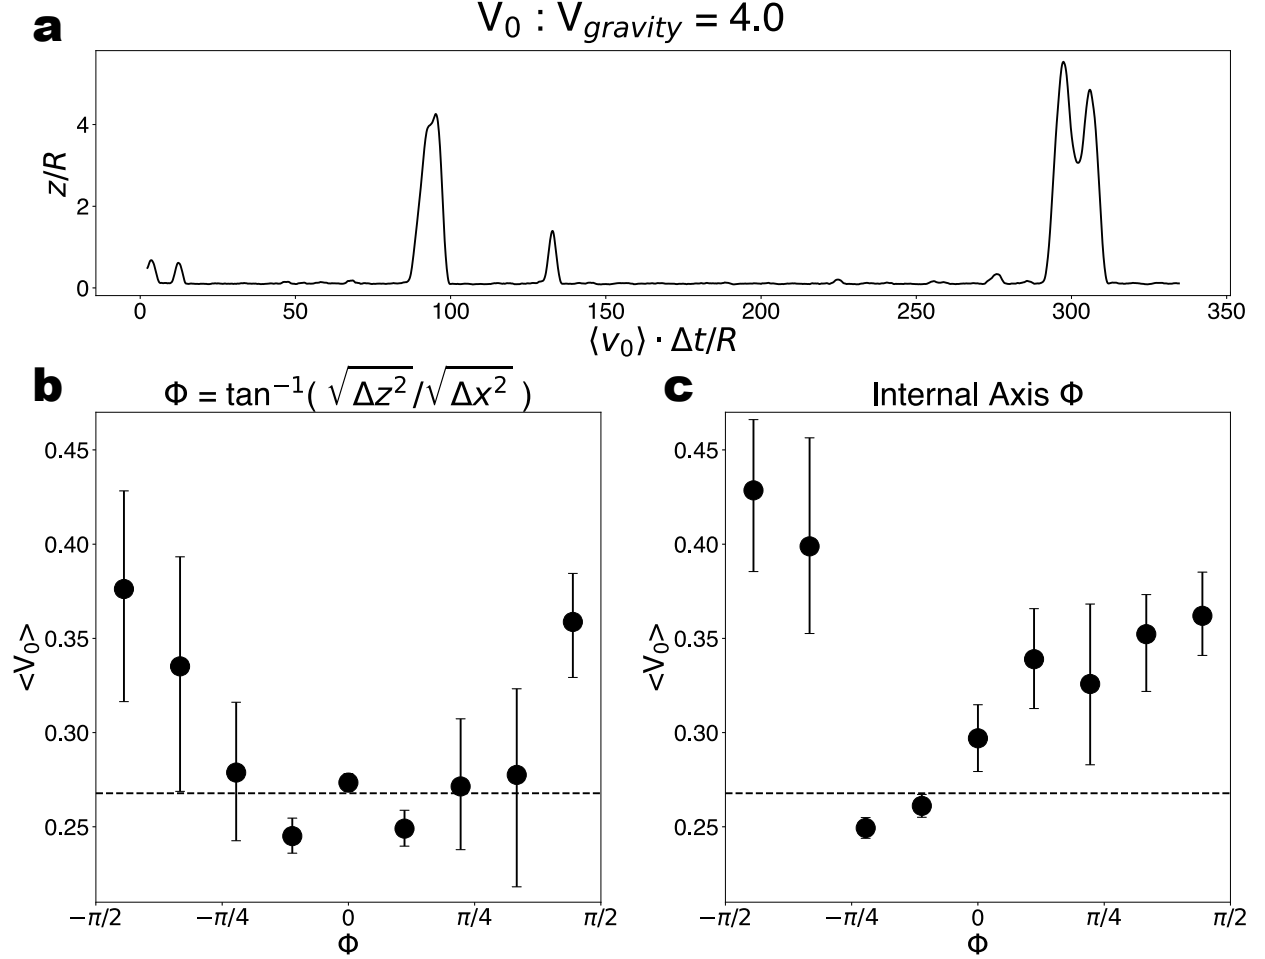 a
V₀ : V_gravity = 4.0
z/R
4
2
0
0 50 100 150 200 250 300 350
⟨v₀⟩ · Δt/R
b
Φ = tan⁻¹( √Δz² / √Δx² )
<V₀>
0.45
0.40
0.35
0.30
0.25
−π/2 −π/4 0 π/4 π/2
Φ
c
Internal Axis Φ
<V₀>
0.45
0.40
0.35
0.30
0.25
−π/2 −π/4 0 π/4 π/2
Φ